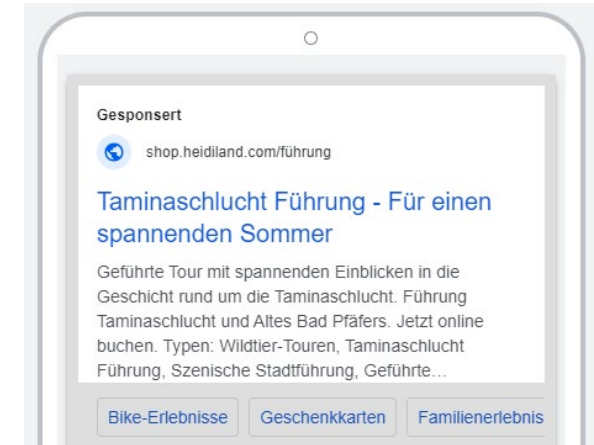 Gesponsert
shop.heidiland.com/führung
Taminaschlucht Führung - Für einen
spannenden Sommer
Geführte Tour mit spannenden Einblicken in die
Geschicht rund um die Taminaschlucht. Führung
Taminaschlucht und Altes Bad Pfäfers. Jetzt online
buchen. Typen: Wildtier-Touren, Taminaschlucht
Führung, Szenische Stadtführung, Geführte...
Bike-Erlebnisse Geschenkkarten Familienerlebnis